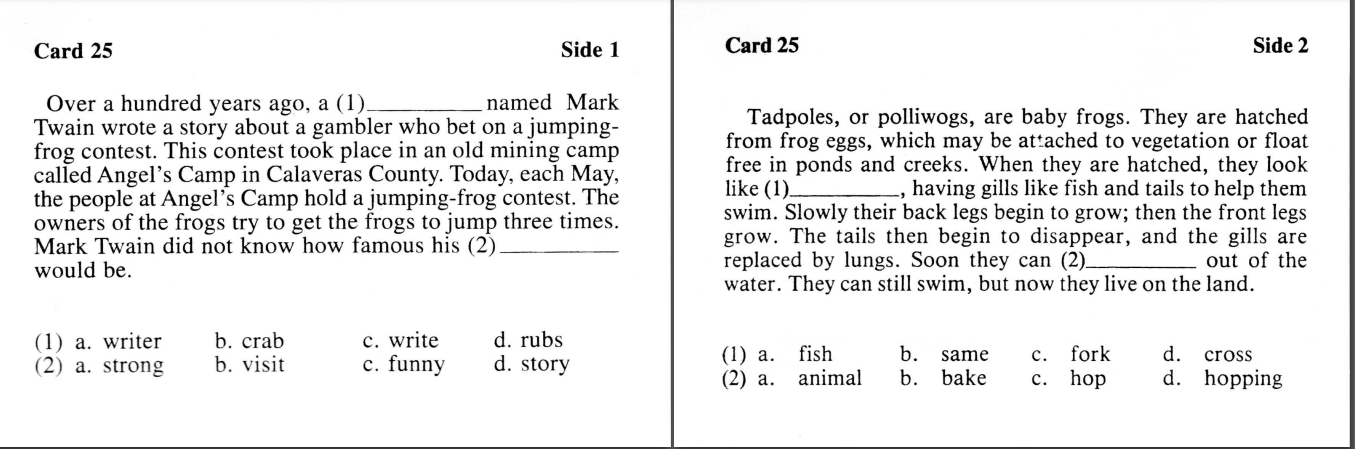 Card 25 Side 1
Over a hundred years ago, a (1)__________ named Mark
Twain wrote a story about a gambler who bet on a jumping-
frog contest. This contest took place in an old mining camp
called Angel's Camp in Calaveras County. Today, each May,
the people at Angel's Camp hold a jumping-frog contest. The
owners of the frogs try to get the frogs to jump three times.
Mark Twain did not know how famous his (2)__________
would be.
(1) a. writer b. crab c. write d. rubs
(2) a. strong b. visit c. funny d. story
Card 25 Side 2
Tadpoles, or polliwogs, are baby frogs. They are hatched
from frog eggs, which may be attached to vegetation or float
free in ponds and creeks. When they are hatched, they look
like (1)__________, having gills like fish and tails to help them
swim. Slowly their back legs begin to grow; then the front legs
grow. The tails then begin to disappear, and the gills are
replaced by lungs. Soon they can (2)__________ out of the
water. They can still swim, but now they live on the land.
(1) a. fish b. same c. fork d. cross
(2) a. animal b. bake c. hop d. hopping